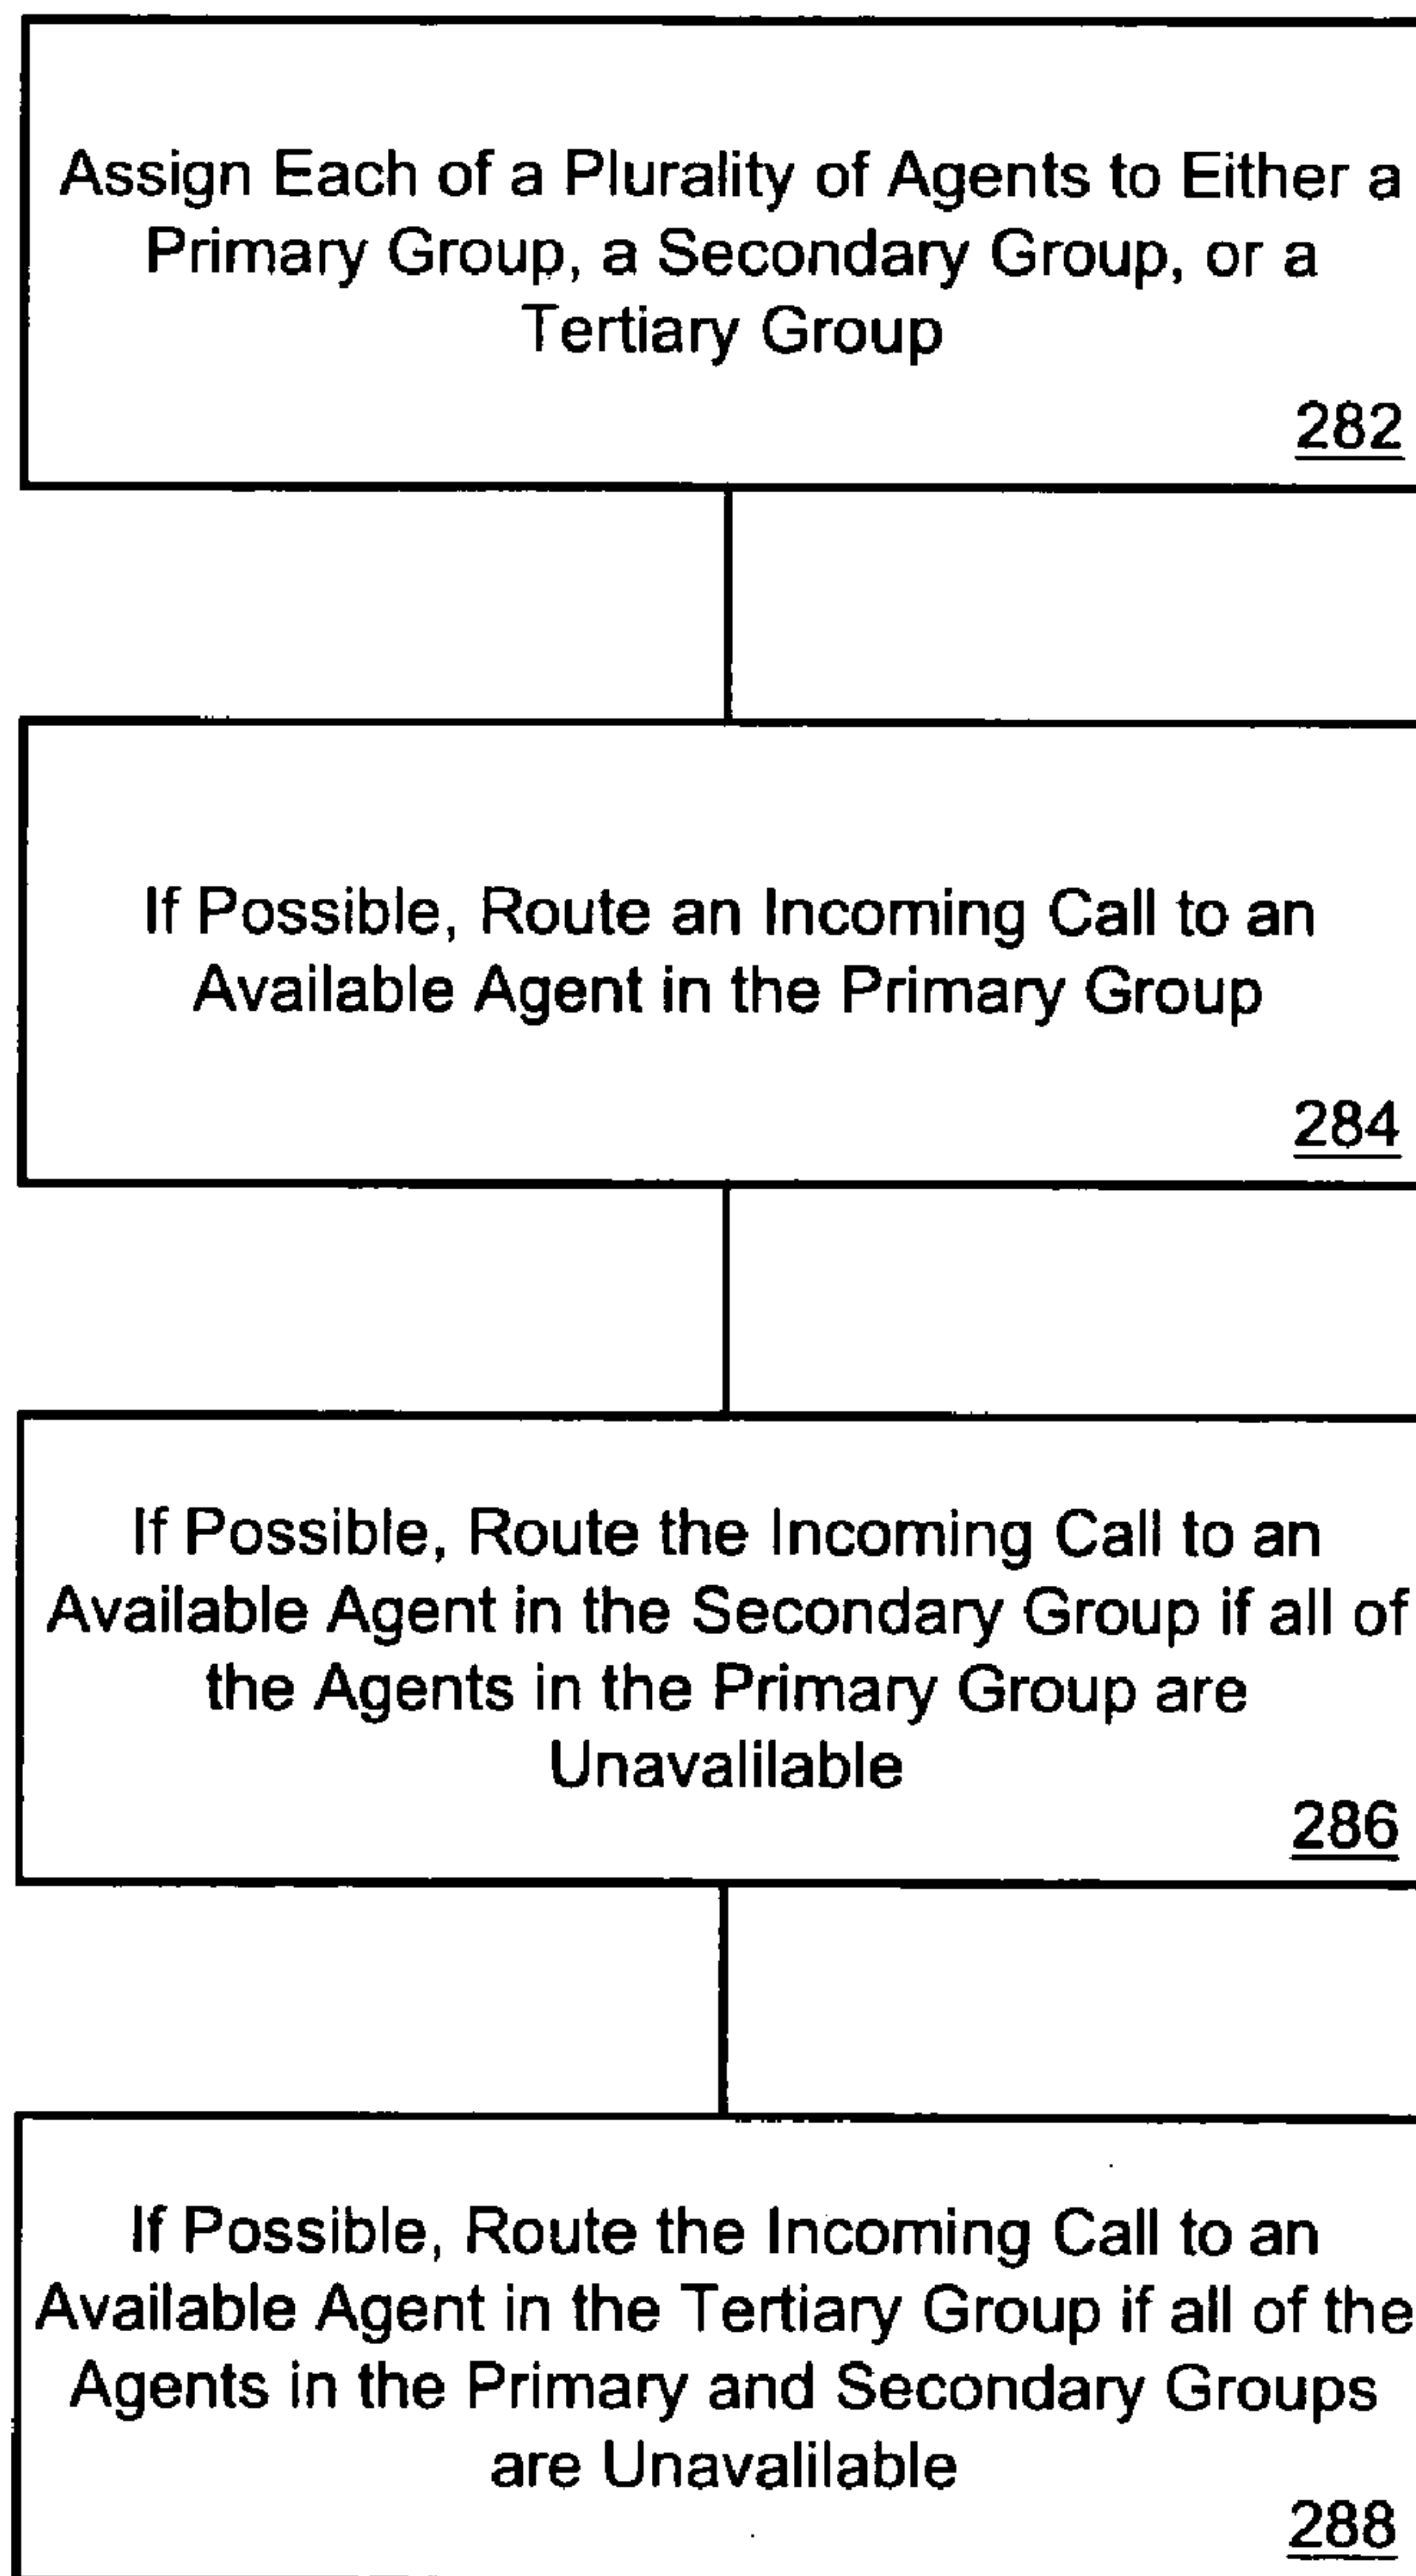 Assign Each of a Plurality of Agents to Either a
Primary Group, a Secondary Group, or a
Tertiary Group
282
If Possible, Route an Incoming Call to an
Available Agent in the Primary Group
284
If Possible, Route the Incoming Call to an
Available Agent in the Secondary Group if all of
the Agents in the Primary Group are
Unavalilable
286
If Possible, Route the Incoming Call to an
Available Agent in the Tertiary Group if all of the
Agents in the Primary and Secondary Groups
are Unavalilable
288